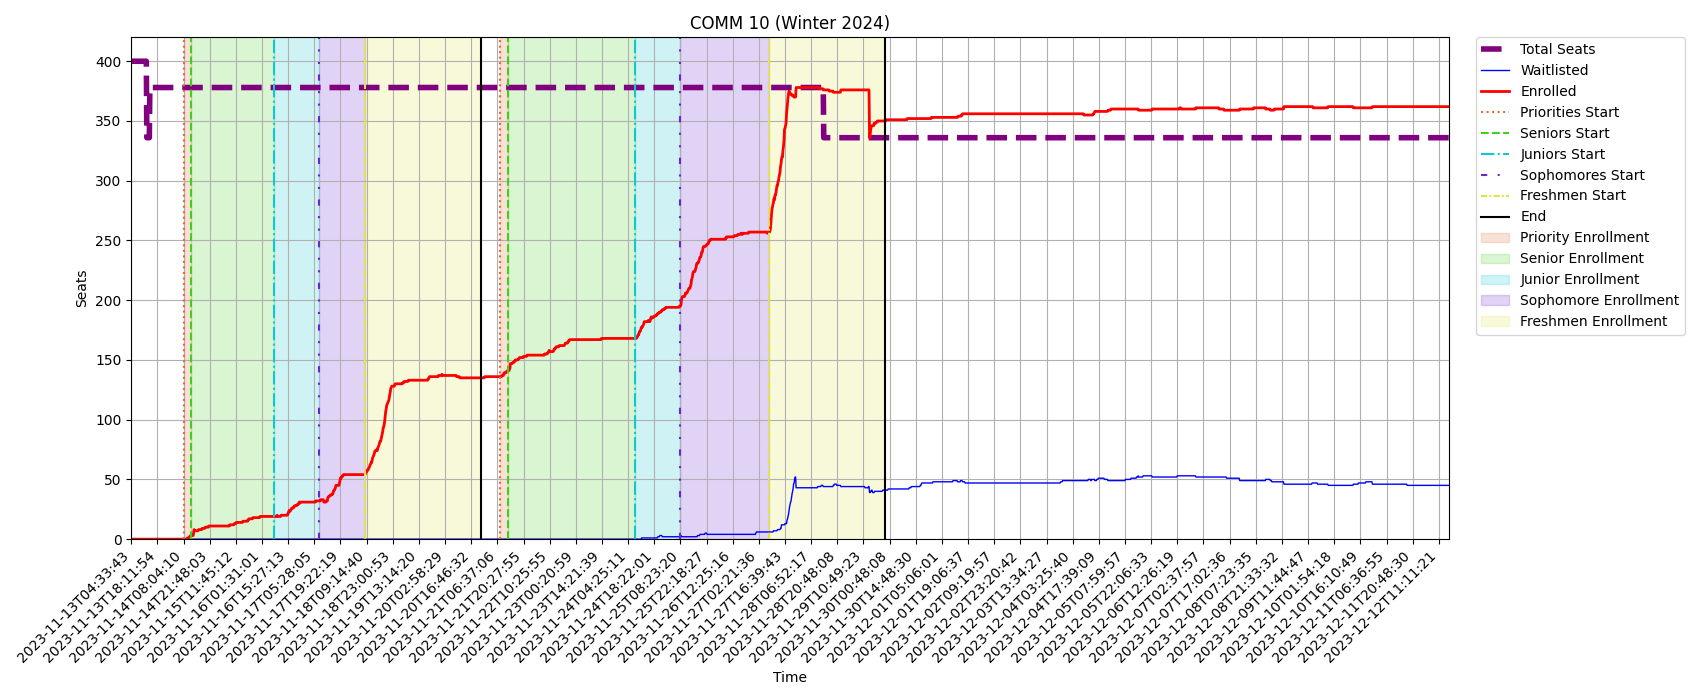 COMM 10 (Winter 2024)
Seats
400
350
300
250
200
150
100
50
0
2023-11-13T04:33:43
2023-11-13T18:11:54
2023-11-14T08:04:10
2023-11-14T21:48:03
2023-11-15T11:45:12
2023-11-16T01:31:01
2023-11-16T15:27:13
2023-11-17T05:28:05
2023-11-17T19:22:19
2023-11-18T09:14:40
2023-11-18T23:00:53
2023-11-19T13:14:20
2023-11-20T02:58:29
2023-11-20T16:46:32
2023-11-21T06:37:06
2023-11-21T20:27:55
2023-11-22T10:25:55
2023-11-23T00:20:59
2023-11-23T14:21:39
2023-11-24T04:25:11
2023-11-24T18:22:01
2023-11-25T08:23:20
2023-11-25T22:18:27
2023-11-26T12:25:16
2023-11-27T02:21:36
2023-11-27T16:39:43
2023-11-28T06:52:17
2023-11-28T20:48:08
2023-11-29T10:49:23
2023-11-30T00:48:08
2023-11-30T14:48:30
2023-12-01T05:06:01
2023-12-01T19:06:37
2023-12-02T09:19:57
2023-12-02T23:20:42
2023-12-03T13:34:27
2023-12-04T03:25:40
2023-12-04T17:39:09
2023-12-05T07:59:57
2023-12-05T22:06:33
2023-12-06T12:26:19
2023-12-07T02:37:57
2023-12-07T17:02:36
2023-12-08T07:23:35
2023-12-08T21:33:32
2023-12-09T11:44:47
2023-12-10T01:54:18
2023-12-10T16:10:49
2023-12-11T06:36:55
2023-12-11T20:48:30
2023-12-12T11:11:21
Time
Total Seats
Waitlisted
Enrolled
Priorities Start
Seniors Start
Juniors Start
Sophomores Start
Freshmen Start
End
Priority Enrollment
Senior Enrollment
Junior Enrollment
Sophomore Enrollment
Freshmen Enrollment